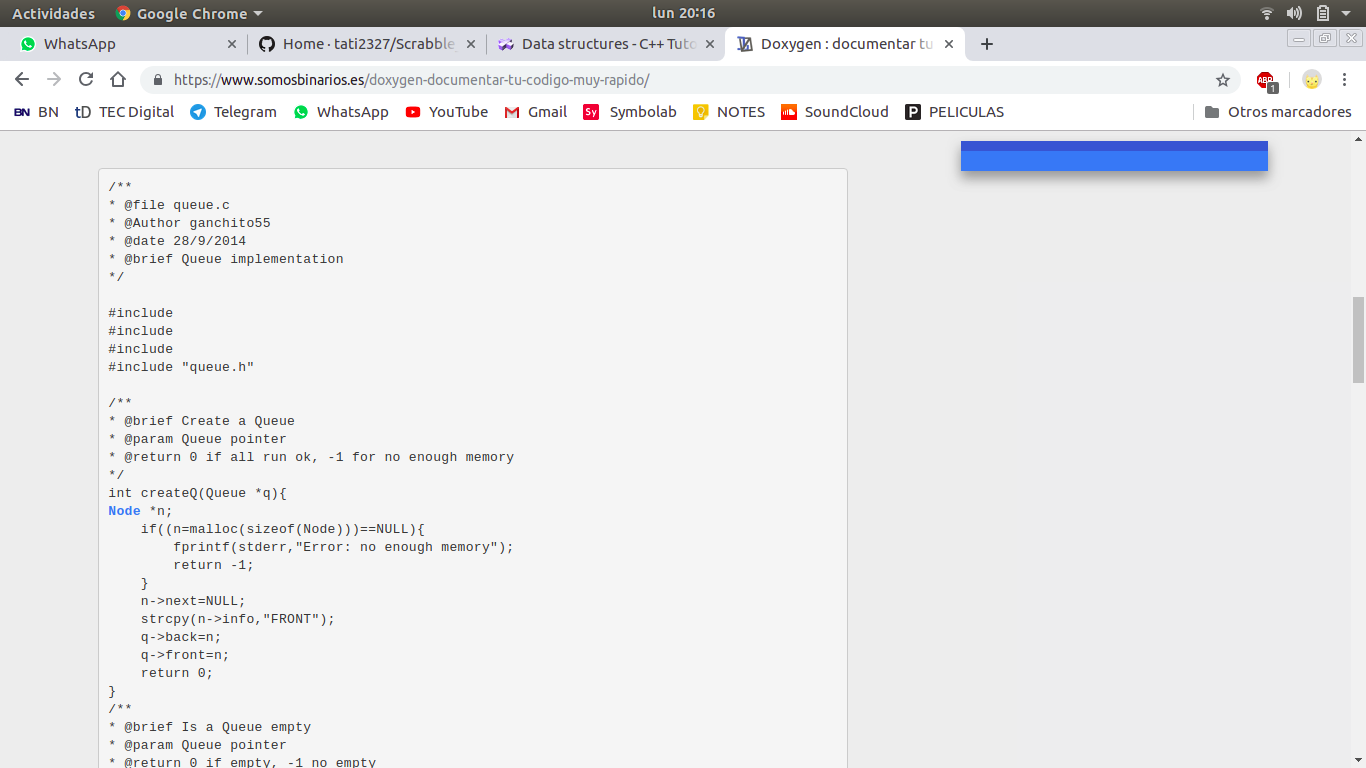 Actividades Google Chrome lun 20:16
WhatsApp Home · tati2327/Scrabble Data structures - C++ Tuto Doxygen : documentar tu
https://www.somosbinarios.es/doxygen-documentar-tu-codigo-muy-rapido/ ABP 1
BN BN tD TEC Digital Telegram WhatsApp YouTube Gmail Sy Symbolab NOTES SoundCloud P PELICULAS Otros marcadores
/**
* @file queue.c
* @Author ganchito55
* @date 28/9/2014
* @brief Queue implementation
*/
#include
#include
#include
#include "queue.h"
/**
* @brief Create a Queue
* @param Queue pointer
* @return 0 if all run ok, -1 for no enough memory
*/
int createQ(Queue *q){
Node *n;
if((n=malloc(sizeof(Node)))==NULL){
fprintf(stderr,"Error: no enough memory");
return -1;
}
n->next=NULL;
strcpy(n->info,"FRONT");
q->back=n;
q->front=n;
return 0;
}
/**
* @brief Is a Queue empty
* @param Queue pointer
* @return 0 if empty, -1 no empty